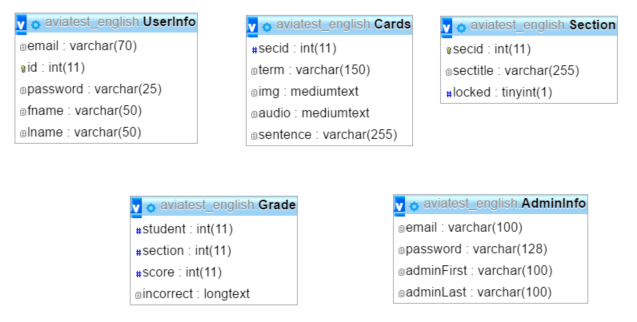 aviatest_english UserInfo
email : varchar(70)
id : int(11)
password : varchar(25)
fname : varchar(50)
lname : varchar(50)
aviatest_english Cards
#secid : int(11)
term : varchar(150)
img : mediumtext
audio : mediumtext
sentence : varchar(255)
aviatest_english Section
secid : int(11)
sectitle : varchar(255)
#locked : tinyint(1)
aviatest_english Grade
#student : int(11)
#section : int(11)
#score : int(11)
incorrect : longtext
aviatest_english AdminInfo
email : varchar(100)
password : varchar(128)
adminFirst : varchar(100)
adminLast : varchar(100)